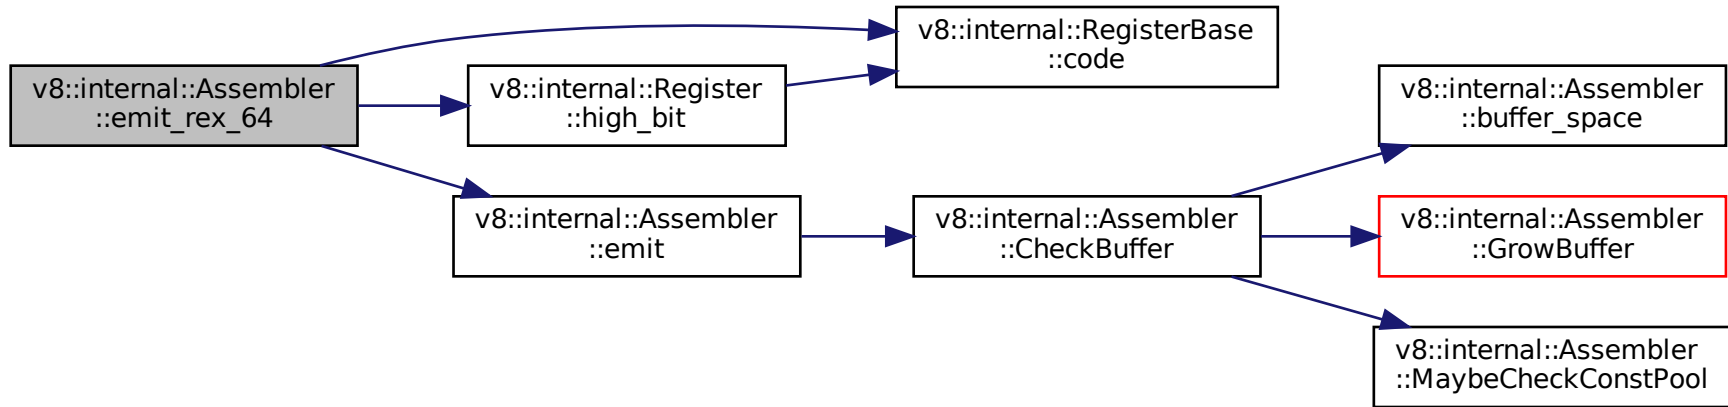 v8::internal::Assembler
::emit_rex_64
v8::internal::RegisterBase
::code
v8::internal::Register
::high_bit
v8::internal::Assembler
::emit
v8::internal::Assembler
::CheckBuffer
v8::internal::Assembler
::buffer_space
v8::internal::Assembler
::GrowBuffer
v8::internal::Assembler
::MaybeCheckConstPool